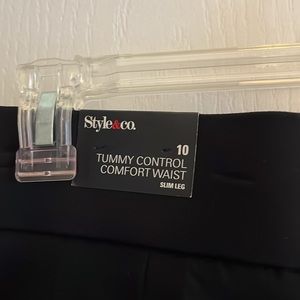 Style&co.
10
TUMMY CONTROL
COMFORT WAIST
SLIM LEG